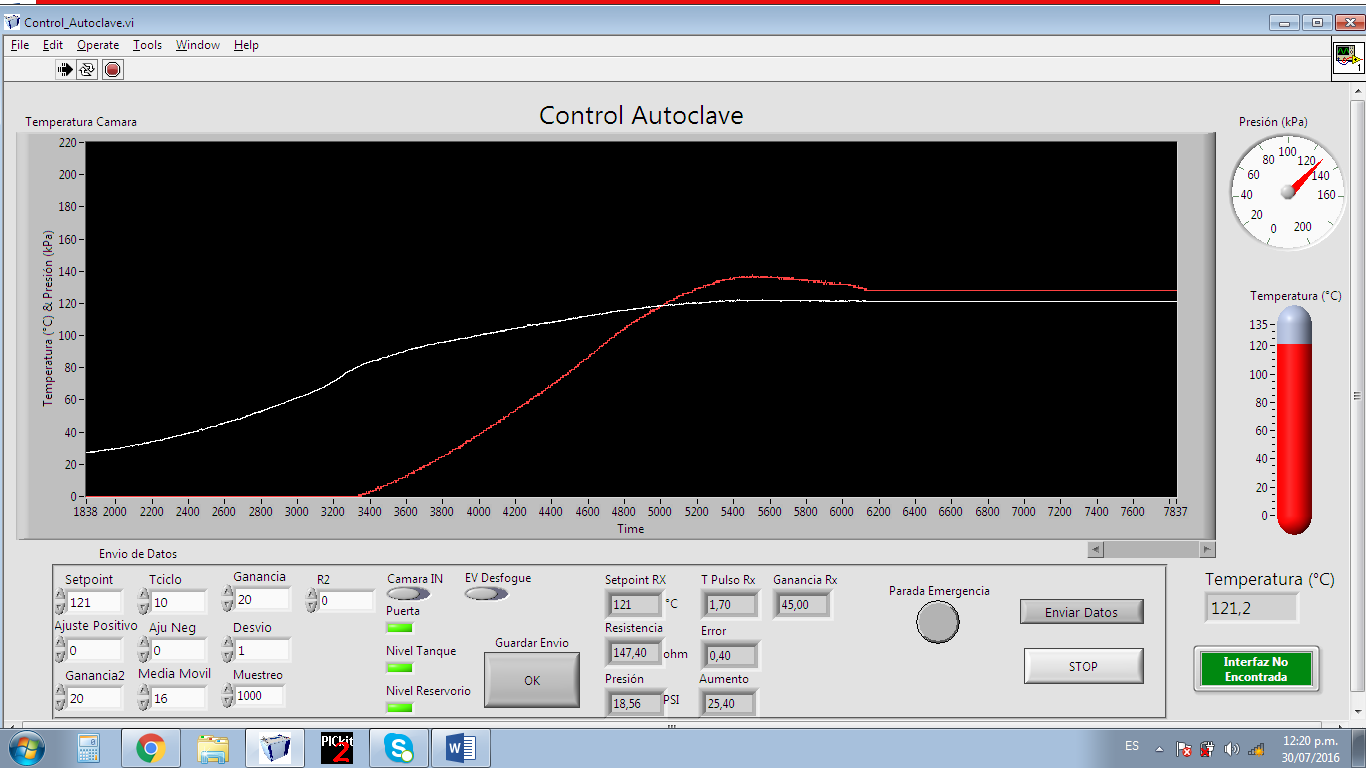 Control_Autoclave.vi
File Edit Operate Tools Window Help
1
Control Autoclave
Temperatura Camara
Temperatura (°C) & Presión (kPa)
220
200
180
160
140
120
100
80
60
40
20
0
1838 2000 2200 2400 2600 2800 3000 3200 3400 3600 3800 4000 4200 4400 4600 4800 5000 5200 5400 5600 5800 6000 6200 6400 6600 6800 7000 7200 7400 7600 7837
Time
Presión (kPa)
0 20 40 60 80 100 120 140 160 200
Temperatura (°C)
135
120
100
80
60
40
20
0
Temperatura (°C)
121,2
Interfaz No
Encontrada
Envio de Datos
Setpoint Tciclo Ganancia R2
121 10 20 0
Ajuste Positivo Aju Neg Desvio
0 0 1
Ganancia2 Media Movil Muestreo
20 16 1000
Camara IN EV Desfogue
Puerta
Nivel Tanque
Nivel Reservorio
Guardar Envio
OK
Setpoint RX T Pulso Rx Ganancia Rx
121 °C 1,70 45,00
Resistencia Error
147,40 ohm 0,40
Presión Aumento
18,56 PSI 25,40
Parada Emergencia
Enviar Datos
STOP
PICkit
2
ES
12:20 p.m.
30/07/2016